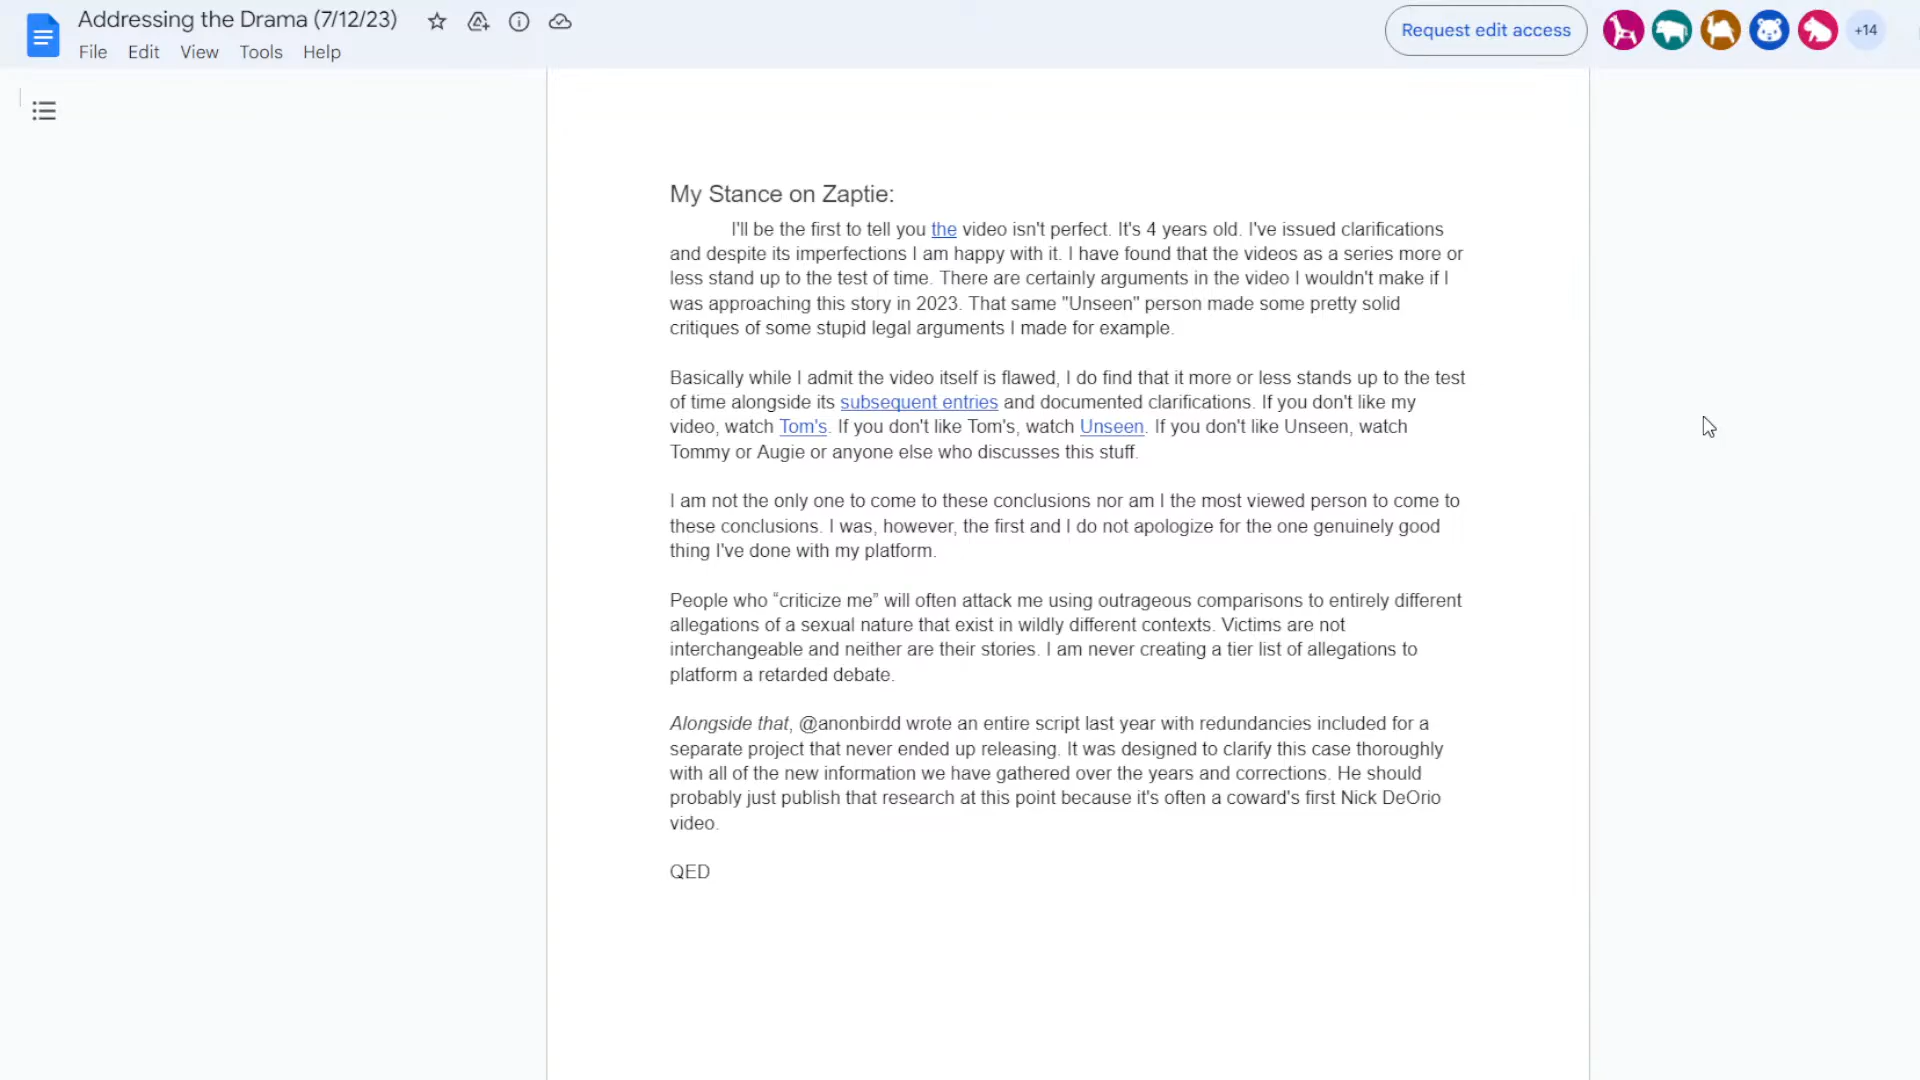 Addressing the Drama (7/12/23)
Request edit access
+14
File Edit View Tools Help
My Stance on Zaptie:
I'll be the first to tell you the video isn't perfect. It's 4 years old. I've issued clarifications
and despite its imperfections I am happy with it. I have found that the videos as a series more or
less stand up to the test of time. There are certainly arguments in the video I wouldn't make if I
was approaching this story in 2023. That same "Unseen" person made some pretty solid
critiques of some stupid legal arguments I made for example.
Basically while I admit the video itself is flawed, I do find that it more or less stands up to the test
of time alongside its subsequent entries and documented clarifications. If you don't like my
video, watch Tom's. If you don't like Tom's, watch Unseen. If you don't like Unseen, watch
Tommy or Augie or anyone else who discusses this stuff.
I am not the only one to come to these conclusions nor am I the most viewed person to come to
these conclusions. I was, however, the first and I do not apologize for the one genuinely good
thing I've done with my platform.
People who “criticize me” will often attack me using outrageous comparisons to entirely different
allegations of a sexual nature that exist in wildly different contexts. Victims are not
interchangeable and neither are their stories. I am never creating a tier list of allegations to
platform a retarded debate.
Alongside that, @anonbirdd wrote an entire script last year with redundancies included for a
separate project that never ended up releasing. It was designed to clarify this case thoroughly
with all of the new information we have gathered over the years and corrections. He should
probably just publish that research at this point because it's often a coward's first Nick DeOrio
video.
QED